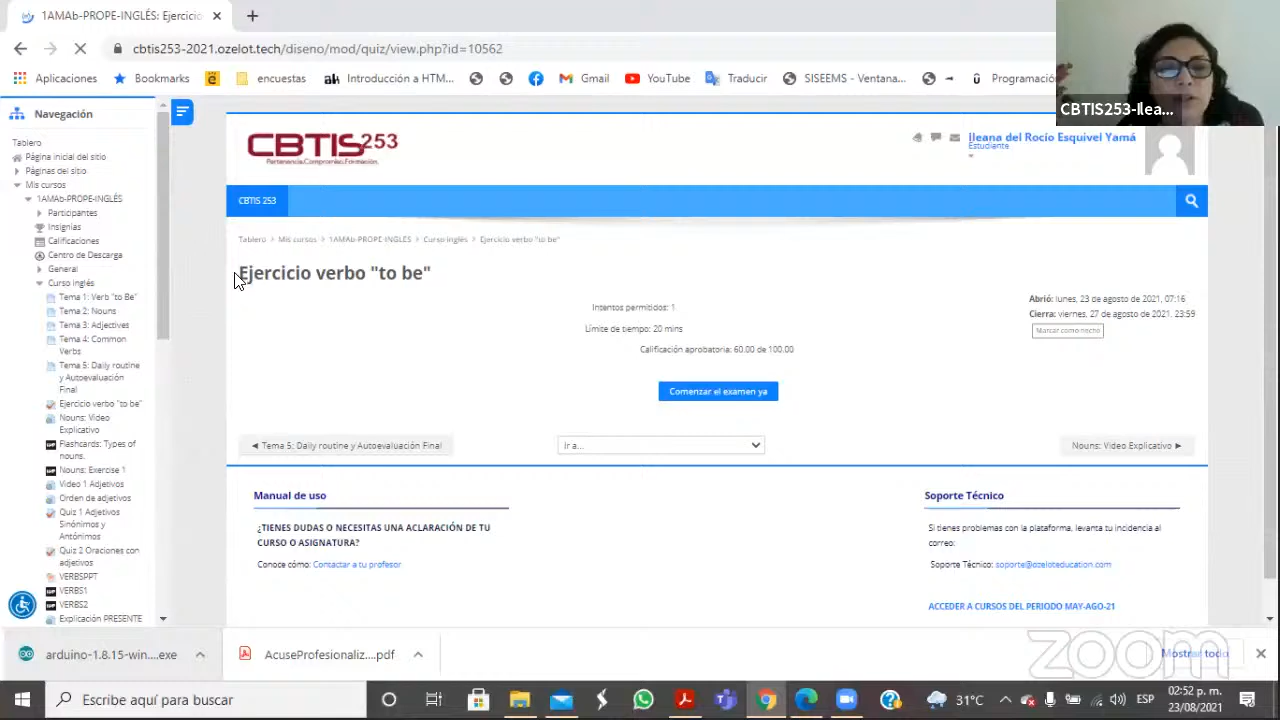 1AMAb-PROPE-INGLÉS: Ejercicio
cbtis253-2021.ozelot.tech/diseno/mod/quiz/view.php?id=10562
Aplicaciones
Bookmarks
encuestas
Introducción a HTM...
Gmail
YouTube
Traducir
SISEEMS - Ventana...
Programació
CBTIS253-Ilea...
Navegación
Tablero
Página inicial del sitio
Páginas del sitio
Mis cursos
1AMAb-PROPE-INGLÉS
Participantes
Insignias
Calificaciones
Centro de Descarga
General
Curso inglés
Tema 1: Verb "to Be"
Tema 2: Nouns
Tema 3: Adjectives
Tema 4: Common
Verbs
Tema 5: Daily routine
y Autoevaluación
Final
Ejercicio verbo "to be"
Nouns: Video
Explicativo
Flashcards: Types of
nouns.
Nouns: Exercise 1
Video 1 Adjetivos
Orden de adjetivos
Quiz 1 Adjetivos
Sinónimos y
Antónimos
Quiz 2 Oraciones con
adjetivos
VERBSPPT
VERBS1
VERBS2
Explicación PRESENTE
CBTIS253
Pertenencia.Compromiso.Formación.
Ileana del Rocío Esquivel Yamá
Estudiante
CBTIS 253
Tablero > Mis cursos > 1AMAb-PROPE-INGLÉS > Curso inglés > Ejercicio verbo "to be"
Ejercicio verbo "to be"
Intentos permitidos: 1
Límite de tiempo: 20 mins
Calificación aprobatoria: 60.00 de 100.00
Abrió: lunes, 23 de agosto de 2021, 07:16
Cierra: viernes, 27 de agosto de 2021, 23:59
Marcar como hecho
Comenzar el examen ya
◄ Tema 5: Daily routine y Autoevaluación Final
Ir a...
Nouns: Video Explicativo ►
Manual de uso
¿TIENES DUDAS O NECESITAS UNA ACLARACIÓN DE TU
CURSO O ASIGNATURA?
Conoce cómo: Contactar a tu profesor
Soporte Técnico
Si tienes problemas con la plataforma, levanta tu incidencia al
correo:
Soporte Técnico: soporte@ozeloteducation.com
ACCEDER A CURSOS DEL PERIODO MAY-AGO-21
arduino-1.8.15-win....exe
AcuseProfesionaliz....pdf
Mostrar todo
zoom
Escribe aquí para buscar
31°C
ESP
02:52 p. m.
23/08/2021